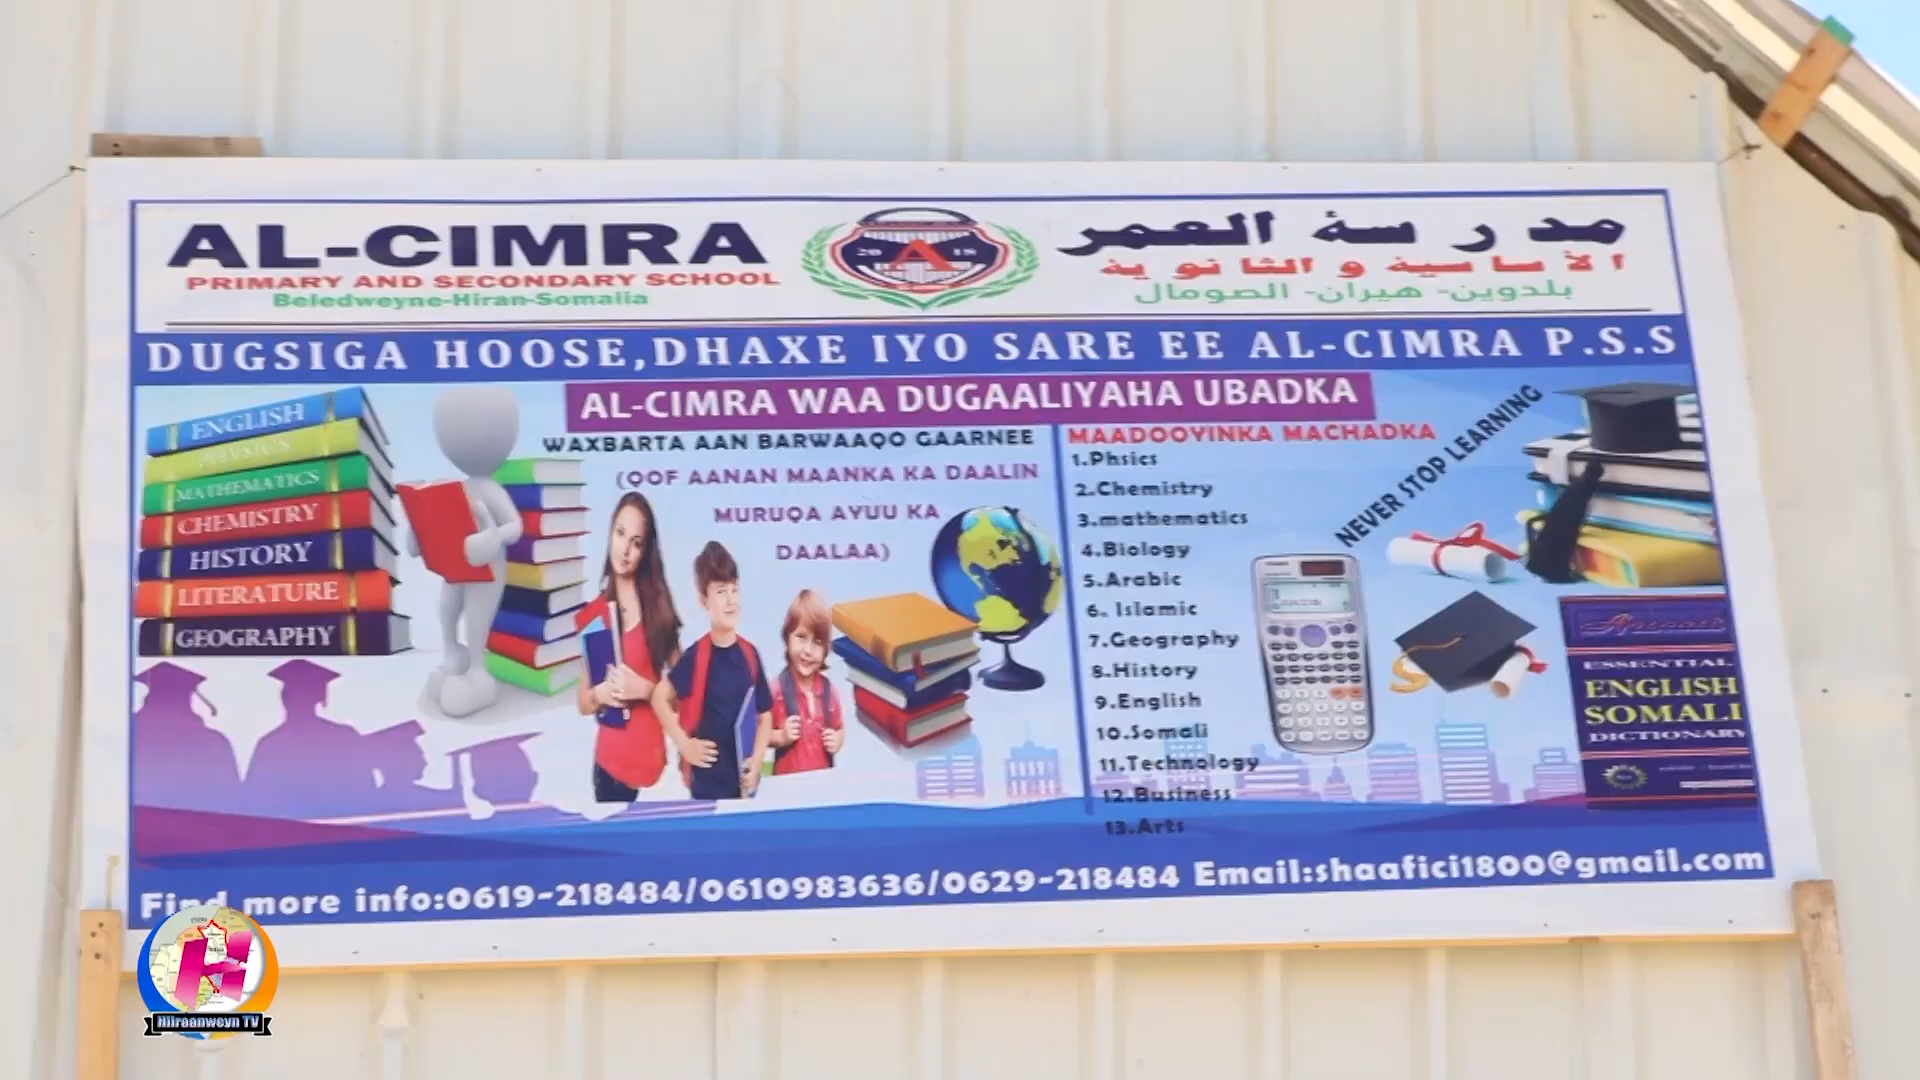 AL-CIMRA
PRIMARY AND SECONDARY SCHOOL
Beledweyne-Hiran-Somalia
20 A 18
مدرسة العمر
الأساسية و الثانوية
بلدوين- هيران- الصومال
DUGSIGA HOOSE,DHAXE IYO SARE EE AL-CIMRA P.S.S
AL-CIMRA WAA DUGAALIYAHA UBADKA
WAXBARTA AAN BARWAAQO GAARNEE
(QOF AANAN MAANKA KA DAALIN
MURUQA AYUU KA
DAALAA)
ENGLISH
PHYSICS
MATHEMATICS
CHEMISTRY
HISTORY
LITERATURE
GEOGRAPHY
MAADOOYINKA MACHADKA
1.Phsics
2.Chemistry
3.mathematics
4.Biology
5.Arabic
6. Islamic
7.Geography
8.History
9.English
10.Somali
11.Technology
12.Business
13.Arts
NEVER STOP LEARNING
ESSENTIAL
ENGLISH
SOMALI
DICTIONARY
Find more info:0619-218484/0610983636/0629-218484 Email:shaafici1800@gmail.com
H
Hiiraanweyn TV